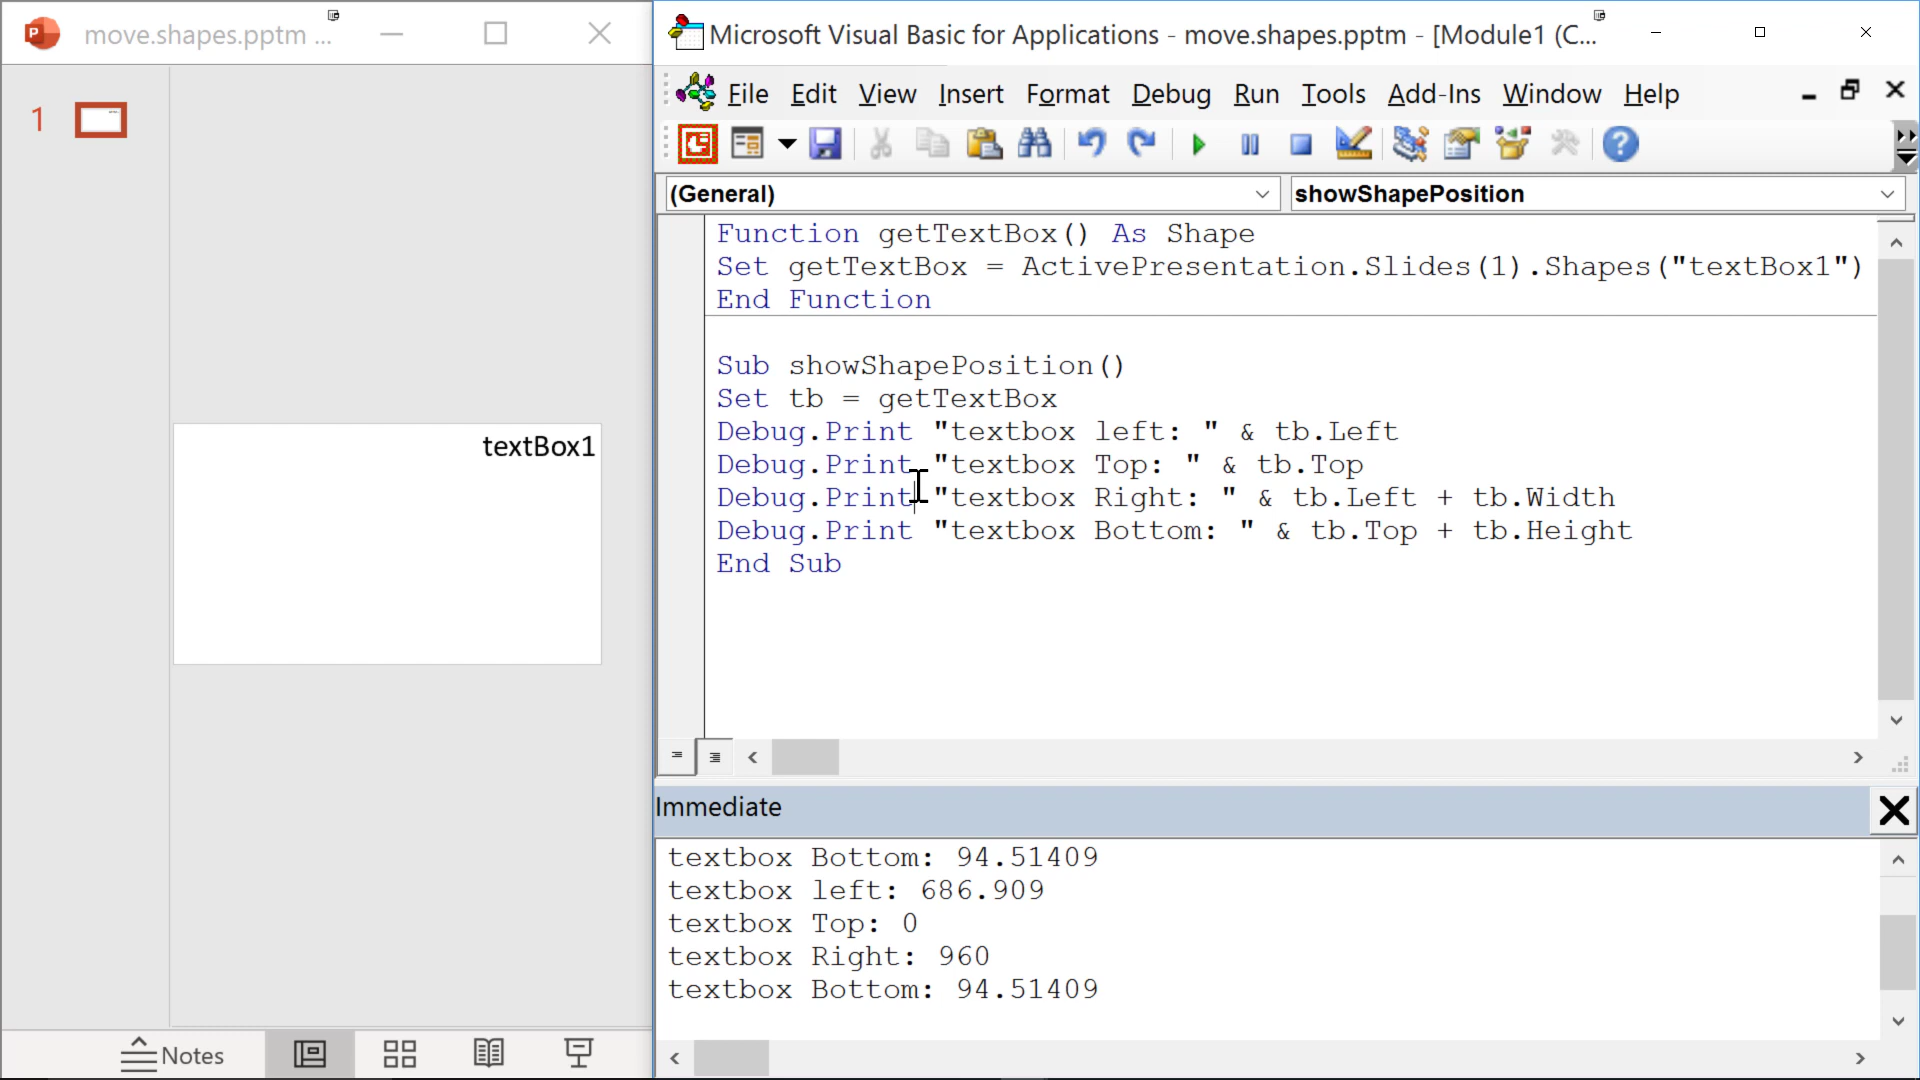 move.shapes.pptm ...
1
textBox1
Notes
Microsoft Visual Basic for Applications - move.shapes.pptm - [Module1 (C...
File Edit View Insert Format Debug Run Tools Add-Ins Window Help
(General) showShapePosition
Function getTextBox() As Shape
Set getTextBox = ActivePresentation.Slides(1).Shapes("textBox1")
End Function
Sub showShapePosition()
Set tb = getTextBox
Debug.Print "textbox left: " & tb.Left
Debug.Print "textbox Top: " & tb.Top
Debug.Print "textbox Right: " & tb.Left + tb.Width
Debug.Print "textbox Bottom: " & tb.Top + tb.Height
End Sub
Immediate
textbox Bottom: 94.51409
textbox left: 686.909
textbox Top: 0
textbox Right: 960
textbox Bottom: 94.51409